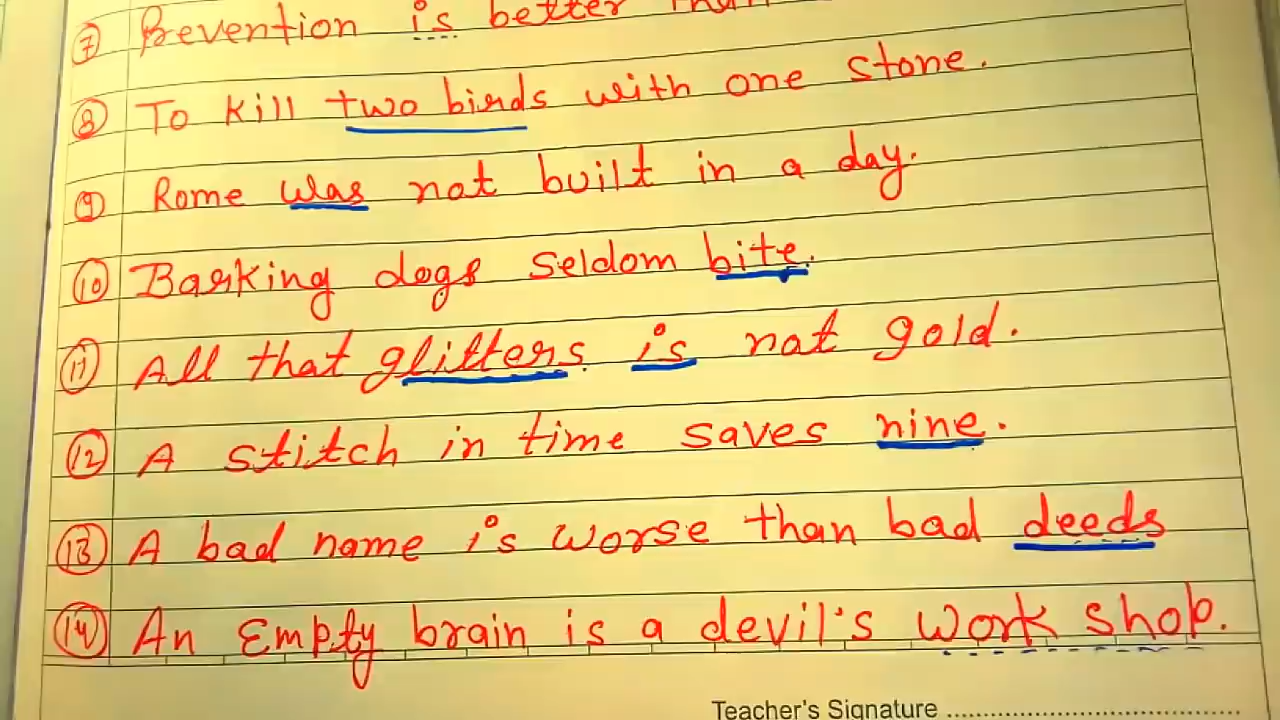 7 Prevention is better than
8 To kill two birds with one stone.
9 Rome was not built in a day.
10 Barking dogs seldom bite.
11 All that glitters is not gold.
12 A stitch in time saves nine.
13 A bad name is worse than bad deeds
14 An Empty brain is a devil's work shop.
Teacher's Signature